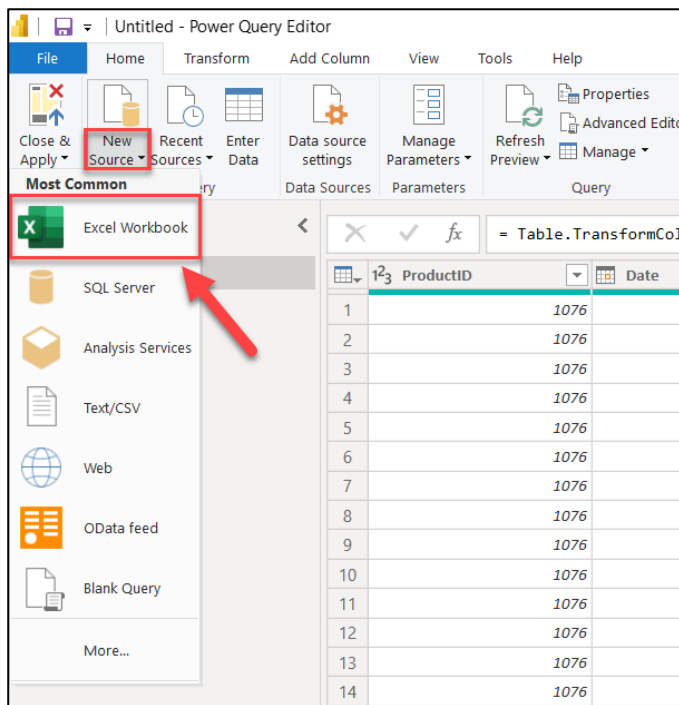 Untitled - Power Query Editor
File Home Transform Add Column View Tools Help
Close & Apply
New Source
Recent Sources
Enter Data
Data source settings
Manage Parameters
Refresh Preview
Properties
Advanced Edito
Manage
Data Sources
Parameters
Query
Most Common
Excel Workbook
SQL Server
Analysis Services
Text/CSV
Web
OData feed
Blank Query
More...
fx = Table.TransformCol
1²3 ProductID Date
1 1076
2 1076
3 1076
4 1076
5 1076
6 1076
7 1076
8 1076
9 1076
10 1076
11 1076
12 1076
13 1076
14 1076